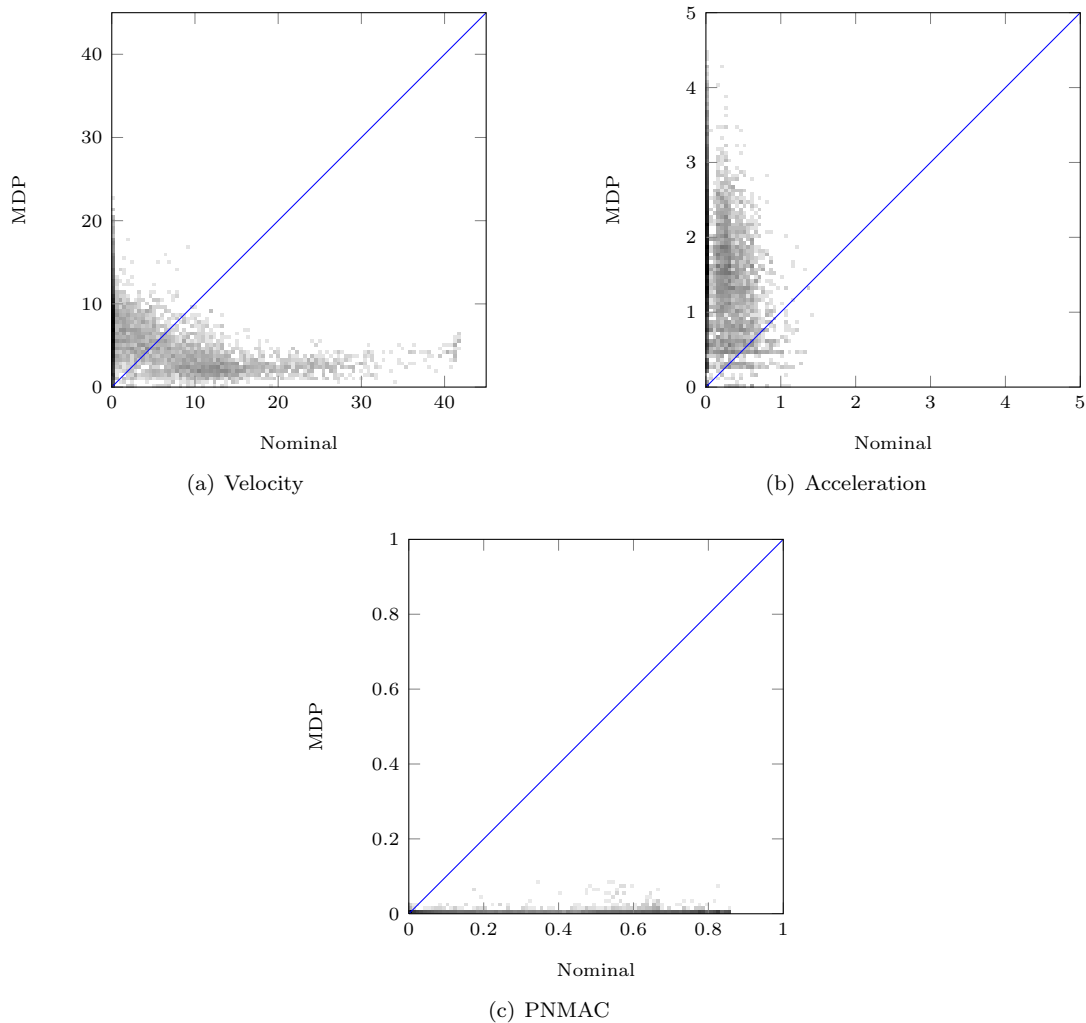 MDP
40
30
20
10
0
0 10 20 30 40
Nominal
(a) Velocity
MDP
5
4
3
2
1
0
0 1 2 3 4 5
Nominal
(b) Acceleration
MDP
1
0.8
0.6
0.4
0.2
0
0 0.2 0.4 0.6 0.8 1
Nominal
(c) PNMAC